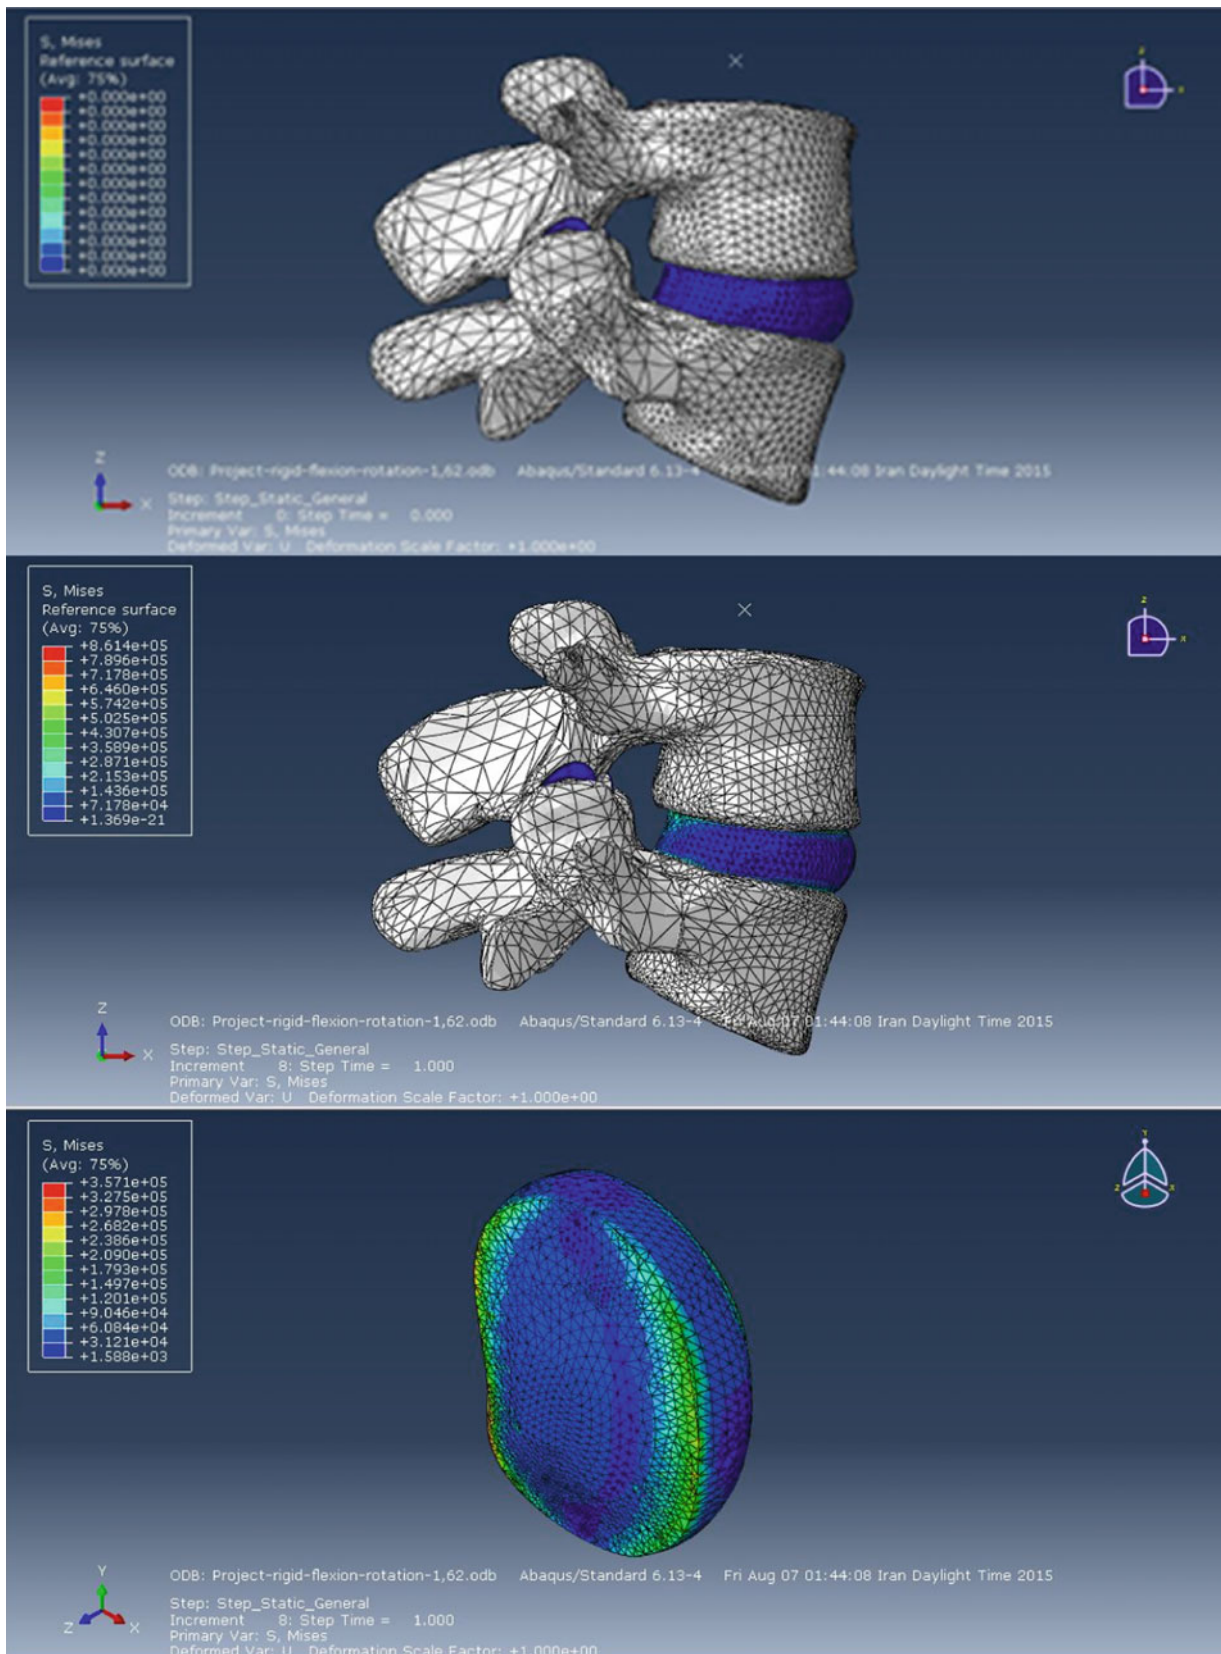 S, Mises
Reference surface
(Avg: 75%)
+0.000e+00
+0.000e+00
+0.000e+00
+0.000e+00
+0.000e+00
+0.000e+00
+0.000e+00
+0.000e+00
+0.000e+00
+0.000e+00
+0.000e+00
+0.000e+00
+0.000e+00
Z
X
Z
X
ODB: Project-rigid-flexion-rotation-1,62.odb Abaqus/Standard 6.13-4 07 01:44:08 Iran Daylight Time 2015
Step: Step_Static_General
Increment 0: Step Time = 0.000
Primary Var: S, Mises
Deformed Var: U Deformation Scale Factor: +1.000e+00
S, Mises
Reference surface
(Avg: 75%)
+8.614e+05
+7.896e+05
+7.178e+05
+6.460e+05
+5.742e+05
+5.025e+05
+4.307e+05
+3.589e+05
+2.871e+05
+2.153e+05
+1.436e+05
+7.178e+04
+1.369e-21
Z
X
Z
X
ODB: Project-rigid-flexion-rotation-1,62.odb Abaqus/Standard 6.13-4 Fri Aug 07 01:44:08 Iran Daylight Time 2015
Step: Step_Static_General
Increment 8: Step Time = 1.000
Primary Var: S, Mises
Deformed Var: U Deformation Scale Factor: +1.000e+00
S, Mises
(Avg: 75%)
+3.571e+05
+3.275e+05
+2.978e+05
+2.682e+05
+2.386e+05
+2.090e+05
+1.793e+05
+1.497e+05
+1.201e+05
+9.046e+04
+6.084e+04
+3.121e+04
+1.588e+03
Y
Z X
Y
Z X
ODB: Project-rigid-flexion-rotation-1,62.odb Abaqus/Standard 6.13-4 Fri Aug 07 01:44:08 Iran Daylight Time 2015
Step: Step_Static_General
Increment 8: Step Time = 1.000
Primary Var: S, Mises
Deformed Var: U Deformation Scale Factor: +1.000e+00